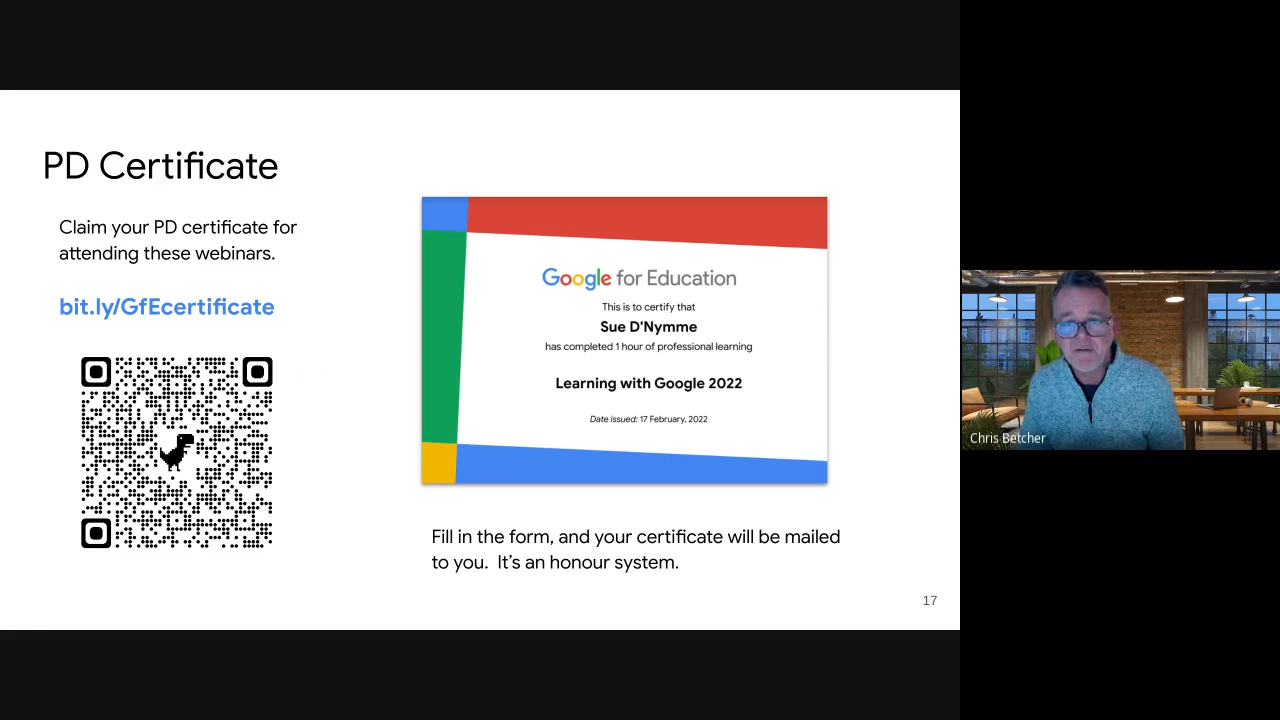 PD Certificate
Claim your PD certificate for
attending these webinars.
bit.ly/GfEcertificate
Google for Education
This is to certify that
Sue D'Nymme
has completed 1 hour of professional learning
Learning with Google 2022
Date issued: 17 February, 2022
Fill in the form, and your certificate will be mailed
to you.  It’s an honour system.
17
Chris Betcher